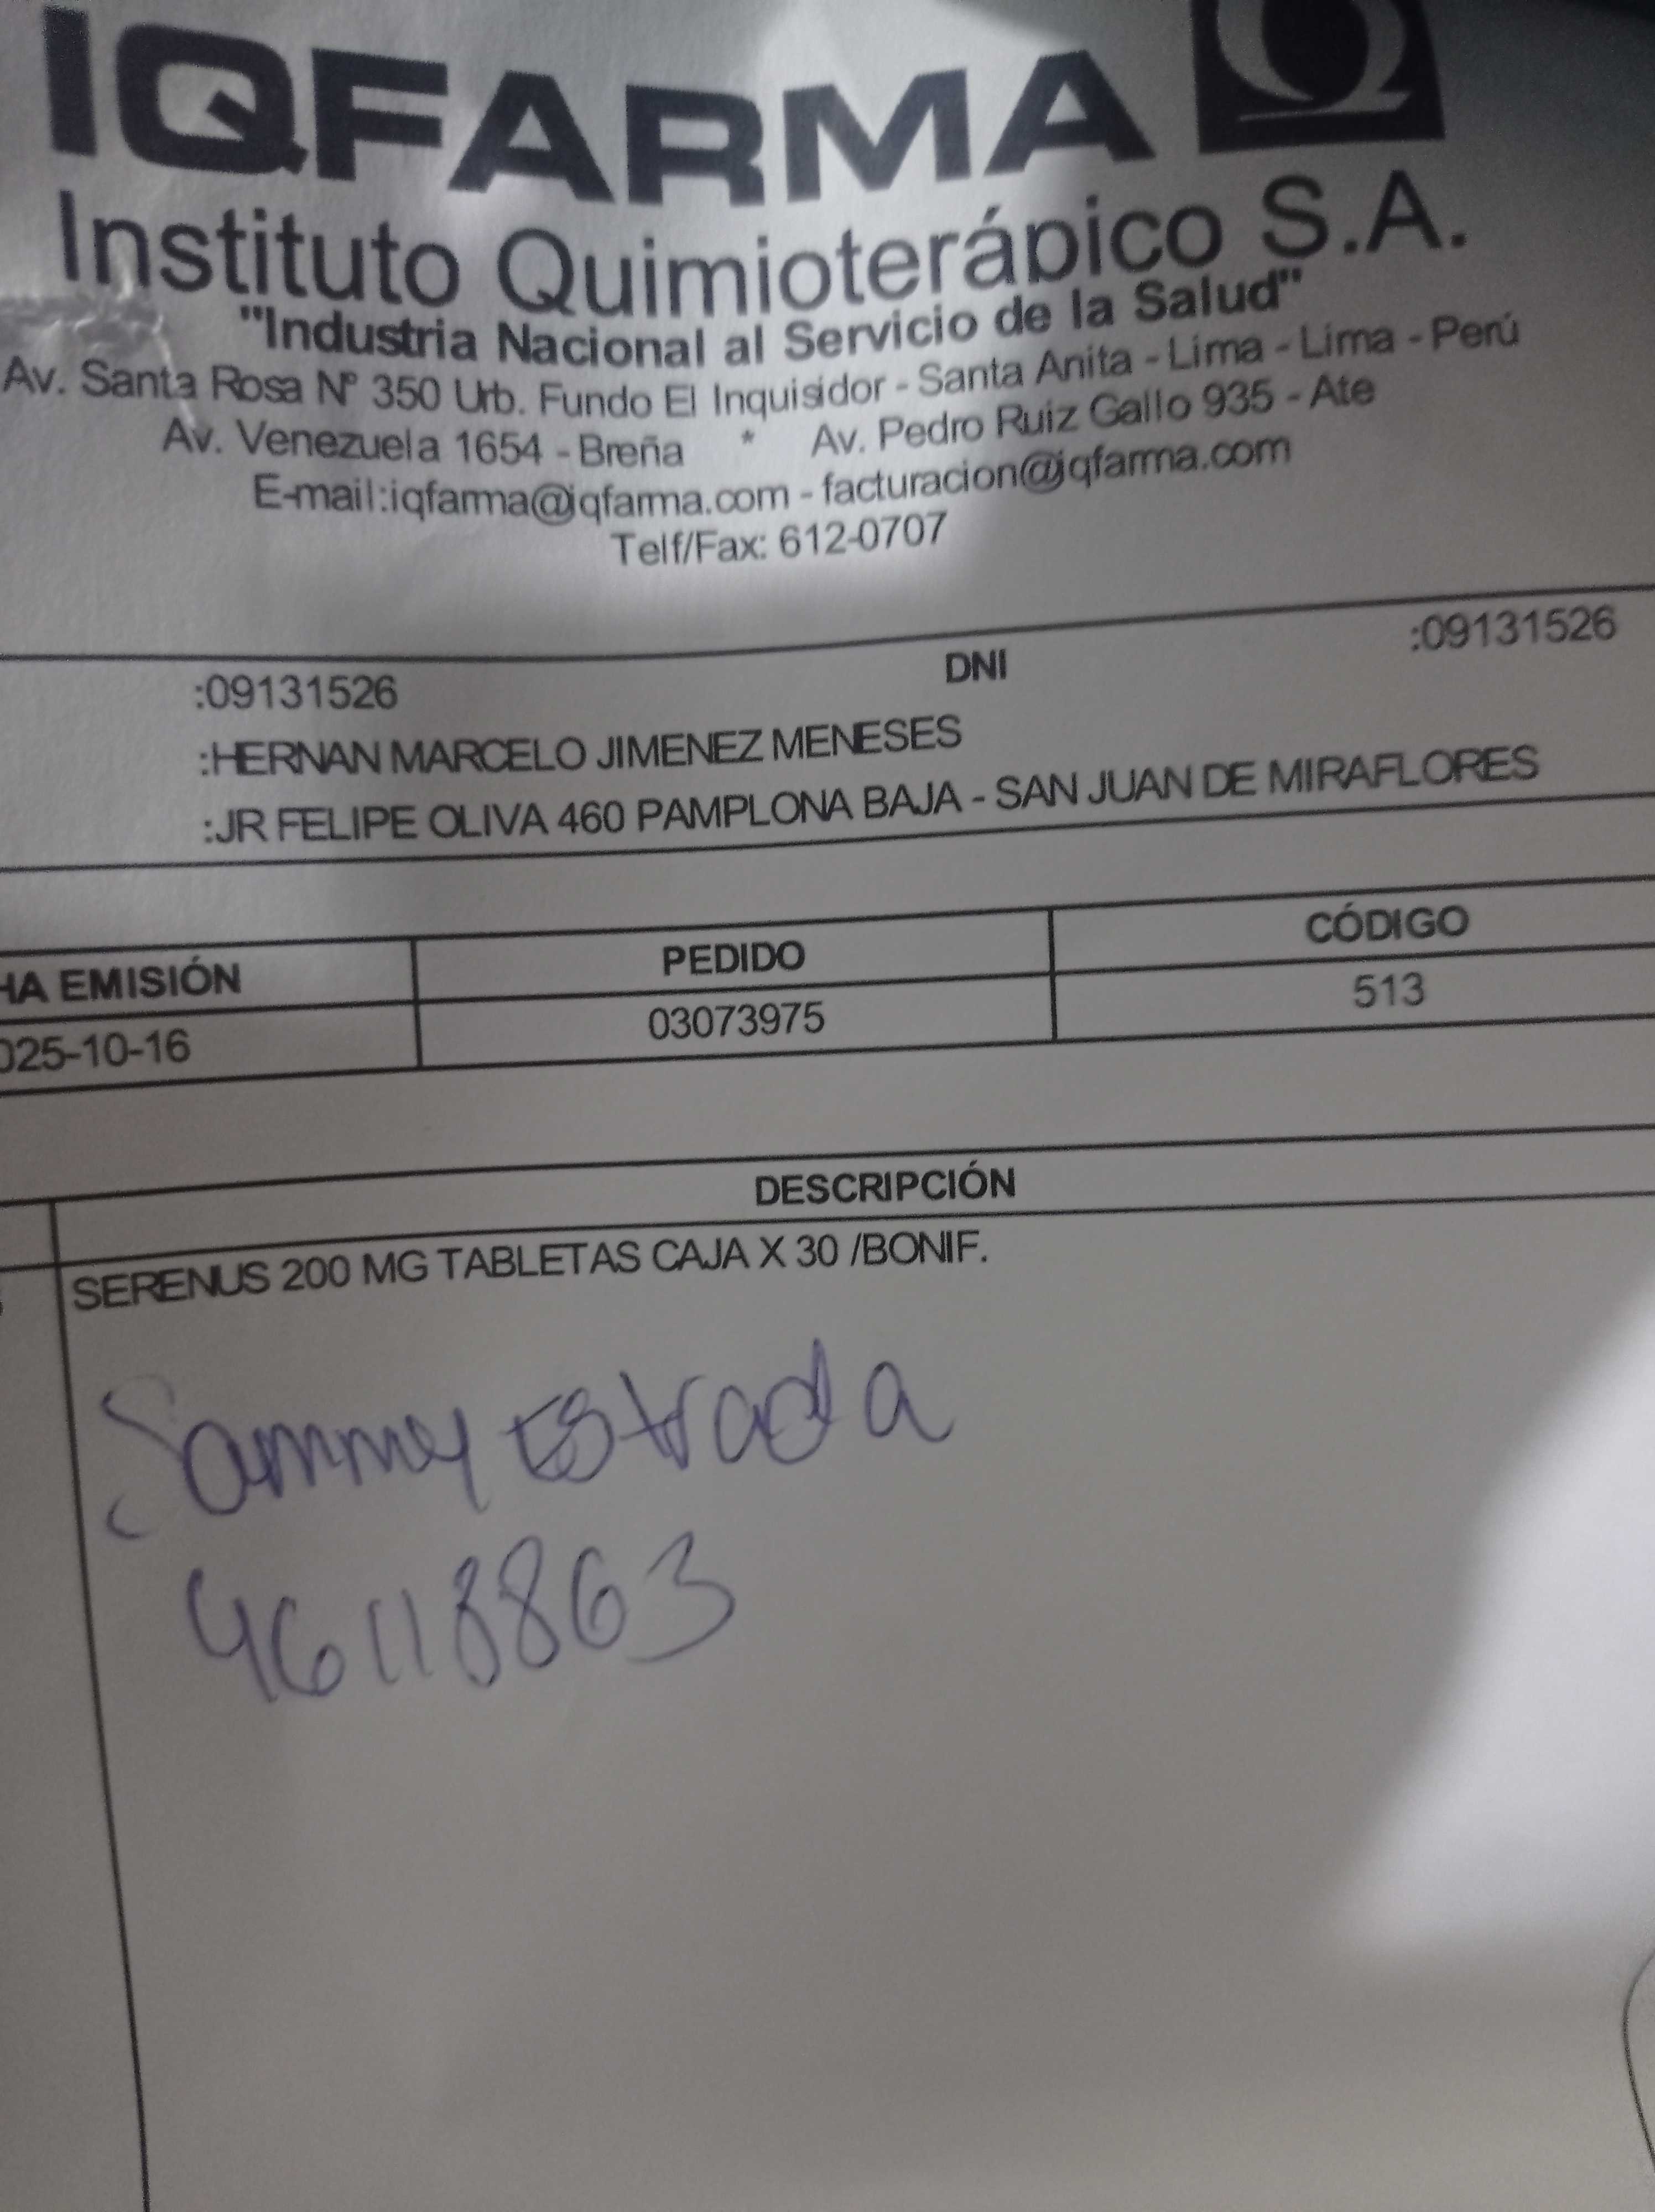 IQFARMA
Instituto Quimioterápico S.A.
"Industria Nacional al Servicio de la Salud"
Av. Santa Rosa Nº 350 Urb. Fundo El Inquisidor - Santa Anita - Lima - Lima - Perú
Av. Venezuela 1654 - Breña * Av. Pedro Ruiz Gallo 935 - Ate
E-mail:iqfarma@iqfarma.com - facturacion@iqfarma.com
Telf/Fax: 612-0707
:09131526 DNI :09131526
:HERNAN MARCELO JIMENEZ MENESES
:JR FELIPE OLIVA 460 PAMPLONA BAJA - SAN JUAN DE MIRAFLORES
HA EMISIÓN PEDIDO CÓDIGO
025-10-16 03073975 513
DESCRIPCIÓN
SERENUS 200 MG TABLETAS CAJA X 30 /BONIF.
Sammy Estrada
46118863